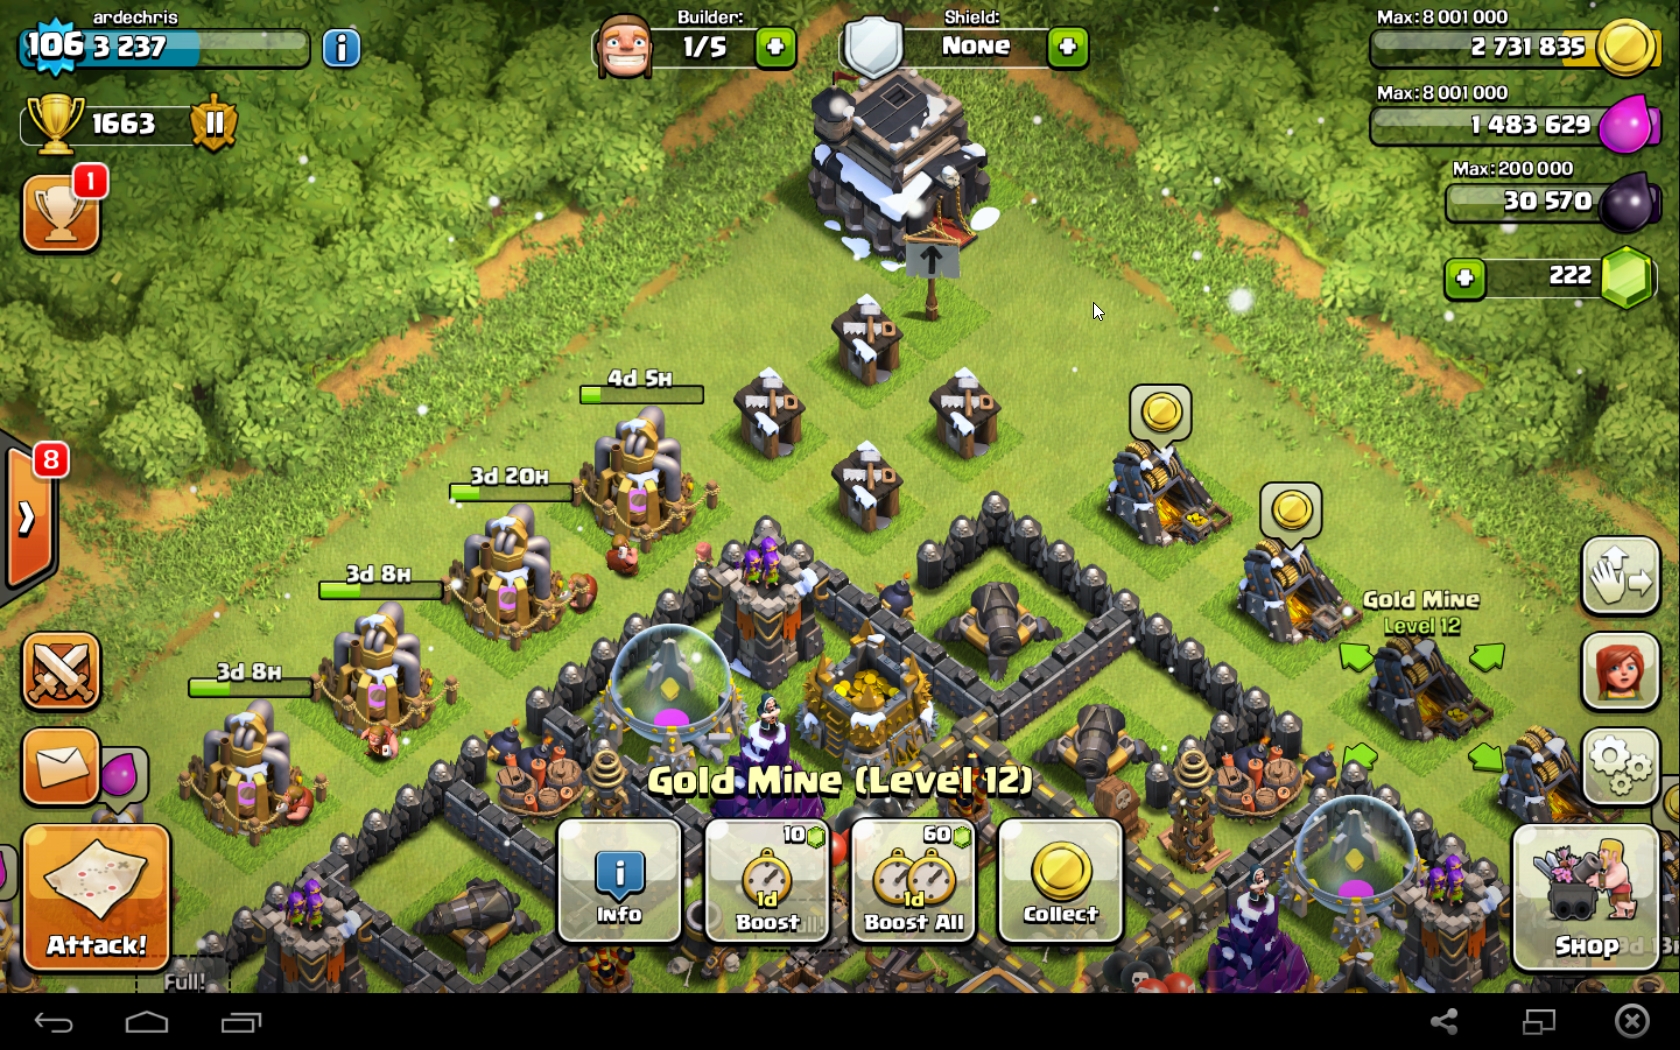 ardechris
106
3 237
Builder:
1/5
Shield:
None
Max: 8 001 000
2 731 835
1663
Max: 8 001 000
1 483 629
Max: 200 000
30 570
222
1
8
4d 5H
3d 20H
3d 8H
3d 8H
Gold Mine
Level 12
Gold Mine (Level 12)
Attack!
Full!
Info
10
1d
Boost
60
1d
Boost All
Collect
Shop